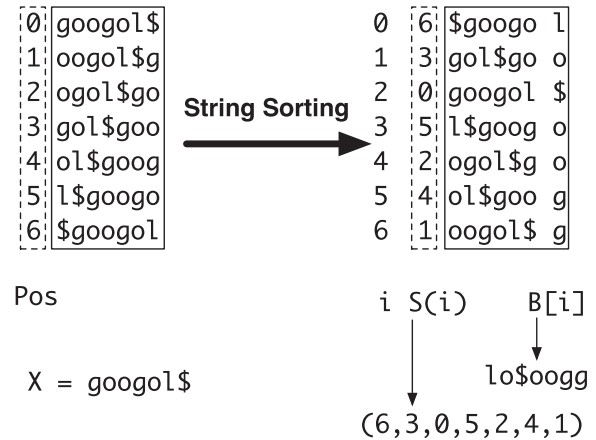 0 googol$
1 oogol$g
2 ogol$go
3 gol$goo
4 ol$goog
5 l$googo
6 $googol
String Sorting
0 6 $googo l
1 3 gol$go o
2 0 googol $
3 5 l$goog o
4 2 ogol$g o
5 4 ol$goo g
6 1 oogol$ g
Pos
i S(i) B[i]
X = googol$
lo$oogg
(6,3,0,5,2,4,1)